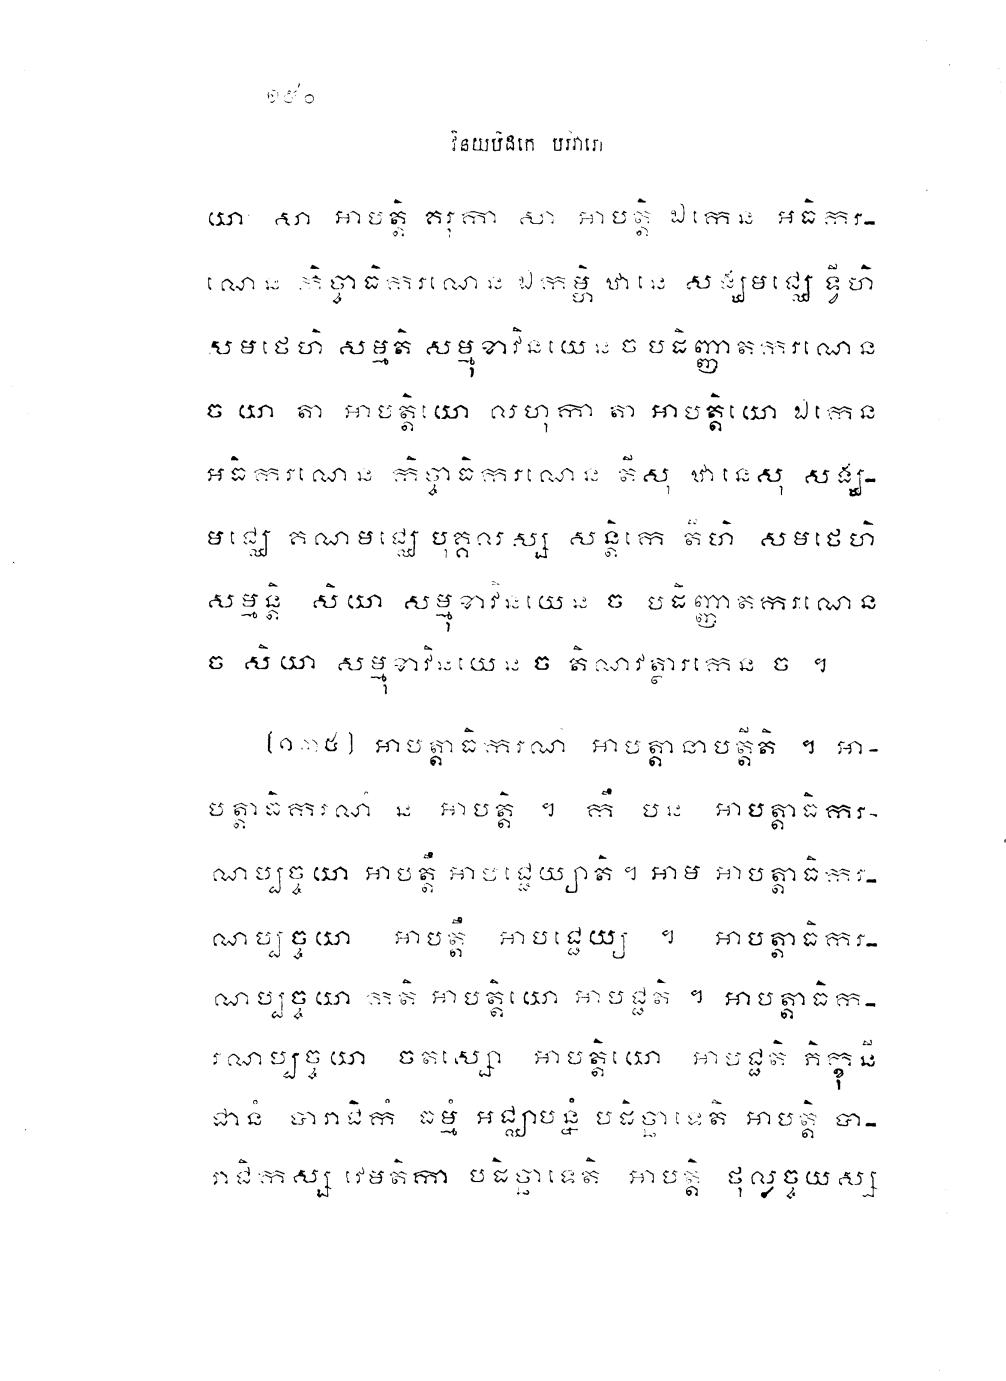 ១៥០
វិនយបិដកេ បរិវារោ
យា សា អាបត្តិ គរុកា សា អាបត្តិ ឯកេន អធិករ-
ណេន កិច្ចាធិករណេន ឯកម្ហិ ឋានេ សង្ឃមជ្ឈេ ទ្វីហិ
សមថេហិ សម្មតិ សម្មុខាវិនយេន ច បដិញ្ញាតករណេន
ច យា តា អាបត្តិយោ លហុកា តា អាបត្តិយោ ឯកេន
អធិករណេន កិច្ចាធិករណេន តីសុ ឋានេសុ សង្ឃ-
មជ្ឈេ គណមជ្ឈេ បុគ្គលស្ស សន្តិកេ តីហិ សមថេហិ
សម្មន្តិ សិយា សម្មុខាវិនយេន ច បដិញ្ញាតករណេន
ច សិយា សម្មុខាវិនយេន ច តិណវត្ថារកេន ច ។
(១៣៥) អាបត្តាធិករណំ អាបត្តានាបត្តីតិ ។ អា-
បត្តាធិករណំ ន អាបត្តិ ។ កឹ បន អាបត្តាធិករ-
ណប្បច្ចយា អាបត្តឹ អាបជ្ជេយ្យាតិ ។ អាម អាបត្តាធិករ-
ណប្បច្ចយា អាបត្តឹ អាបជ្ជេយ្យ ។ អាបត្តាធិករ-
ណប្បច្ចយា កតិ អាបត្តិយោ អាបជ្ជតិ ។ អាបត្តាធិក-
រណប្បច្ចយា ចតស្សោ អាបត្តិយោ អាបជ្ជតិ ភិក្ខុនី
ជានំ បារាជិកំ ធម្មំ អជ្ឈាបន្នំ បដិច្ឆាទេតិ អាបត្តិ បា-
រាជិកស្ស វេមតិកា បដិច្ឆាទេតិ អាបត្តិ ថុល្លច្ចយស្ស